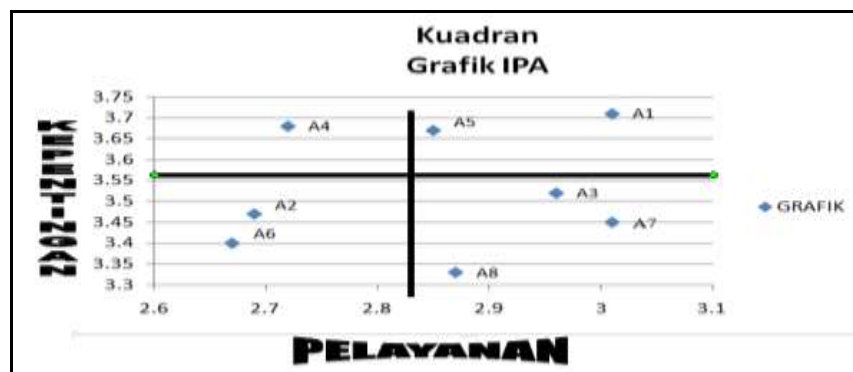 Kuadran
Grafik IPA
KEPENTINGAN
3.75
3.7
3.65
3.6
3.55
3.5
3.45
3.4
3.35
3.3
A4
A5
A1
A3
A2
A7
A6
A8
GRAFIK
2.6 2.7 2.8 2.9 3 3.1
PELAYANAN